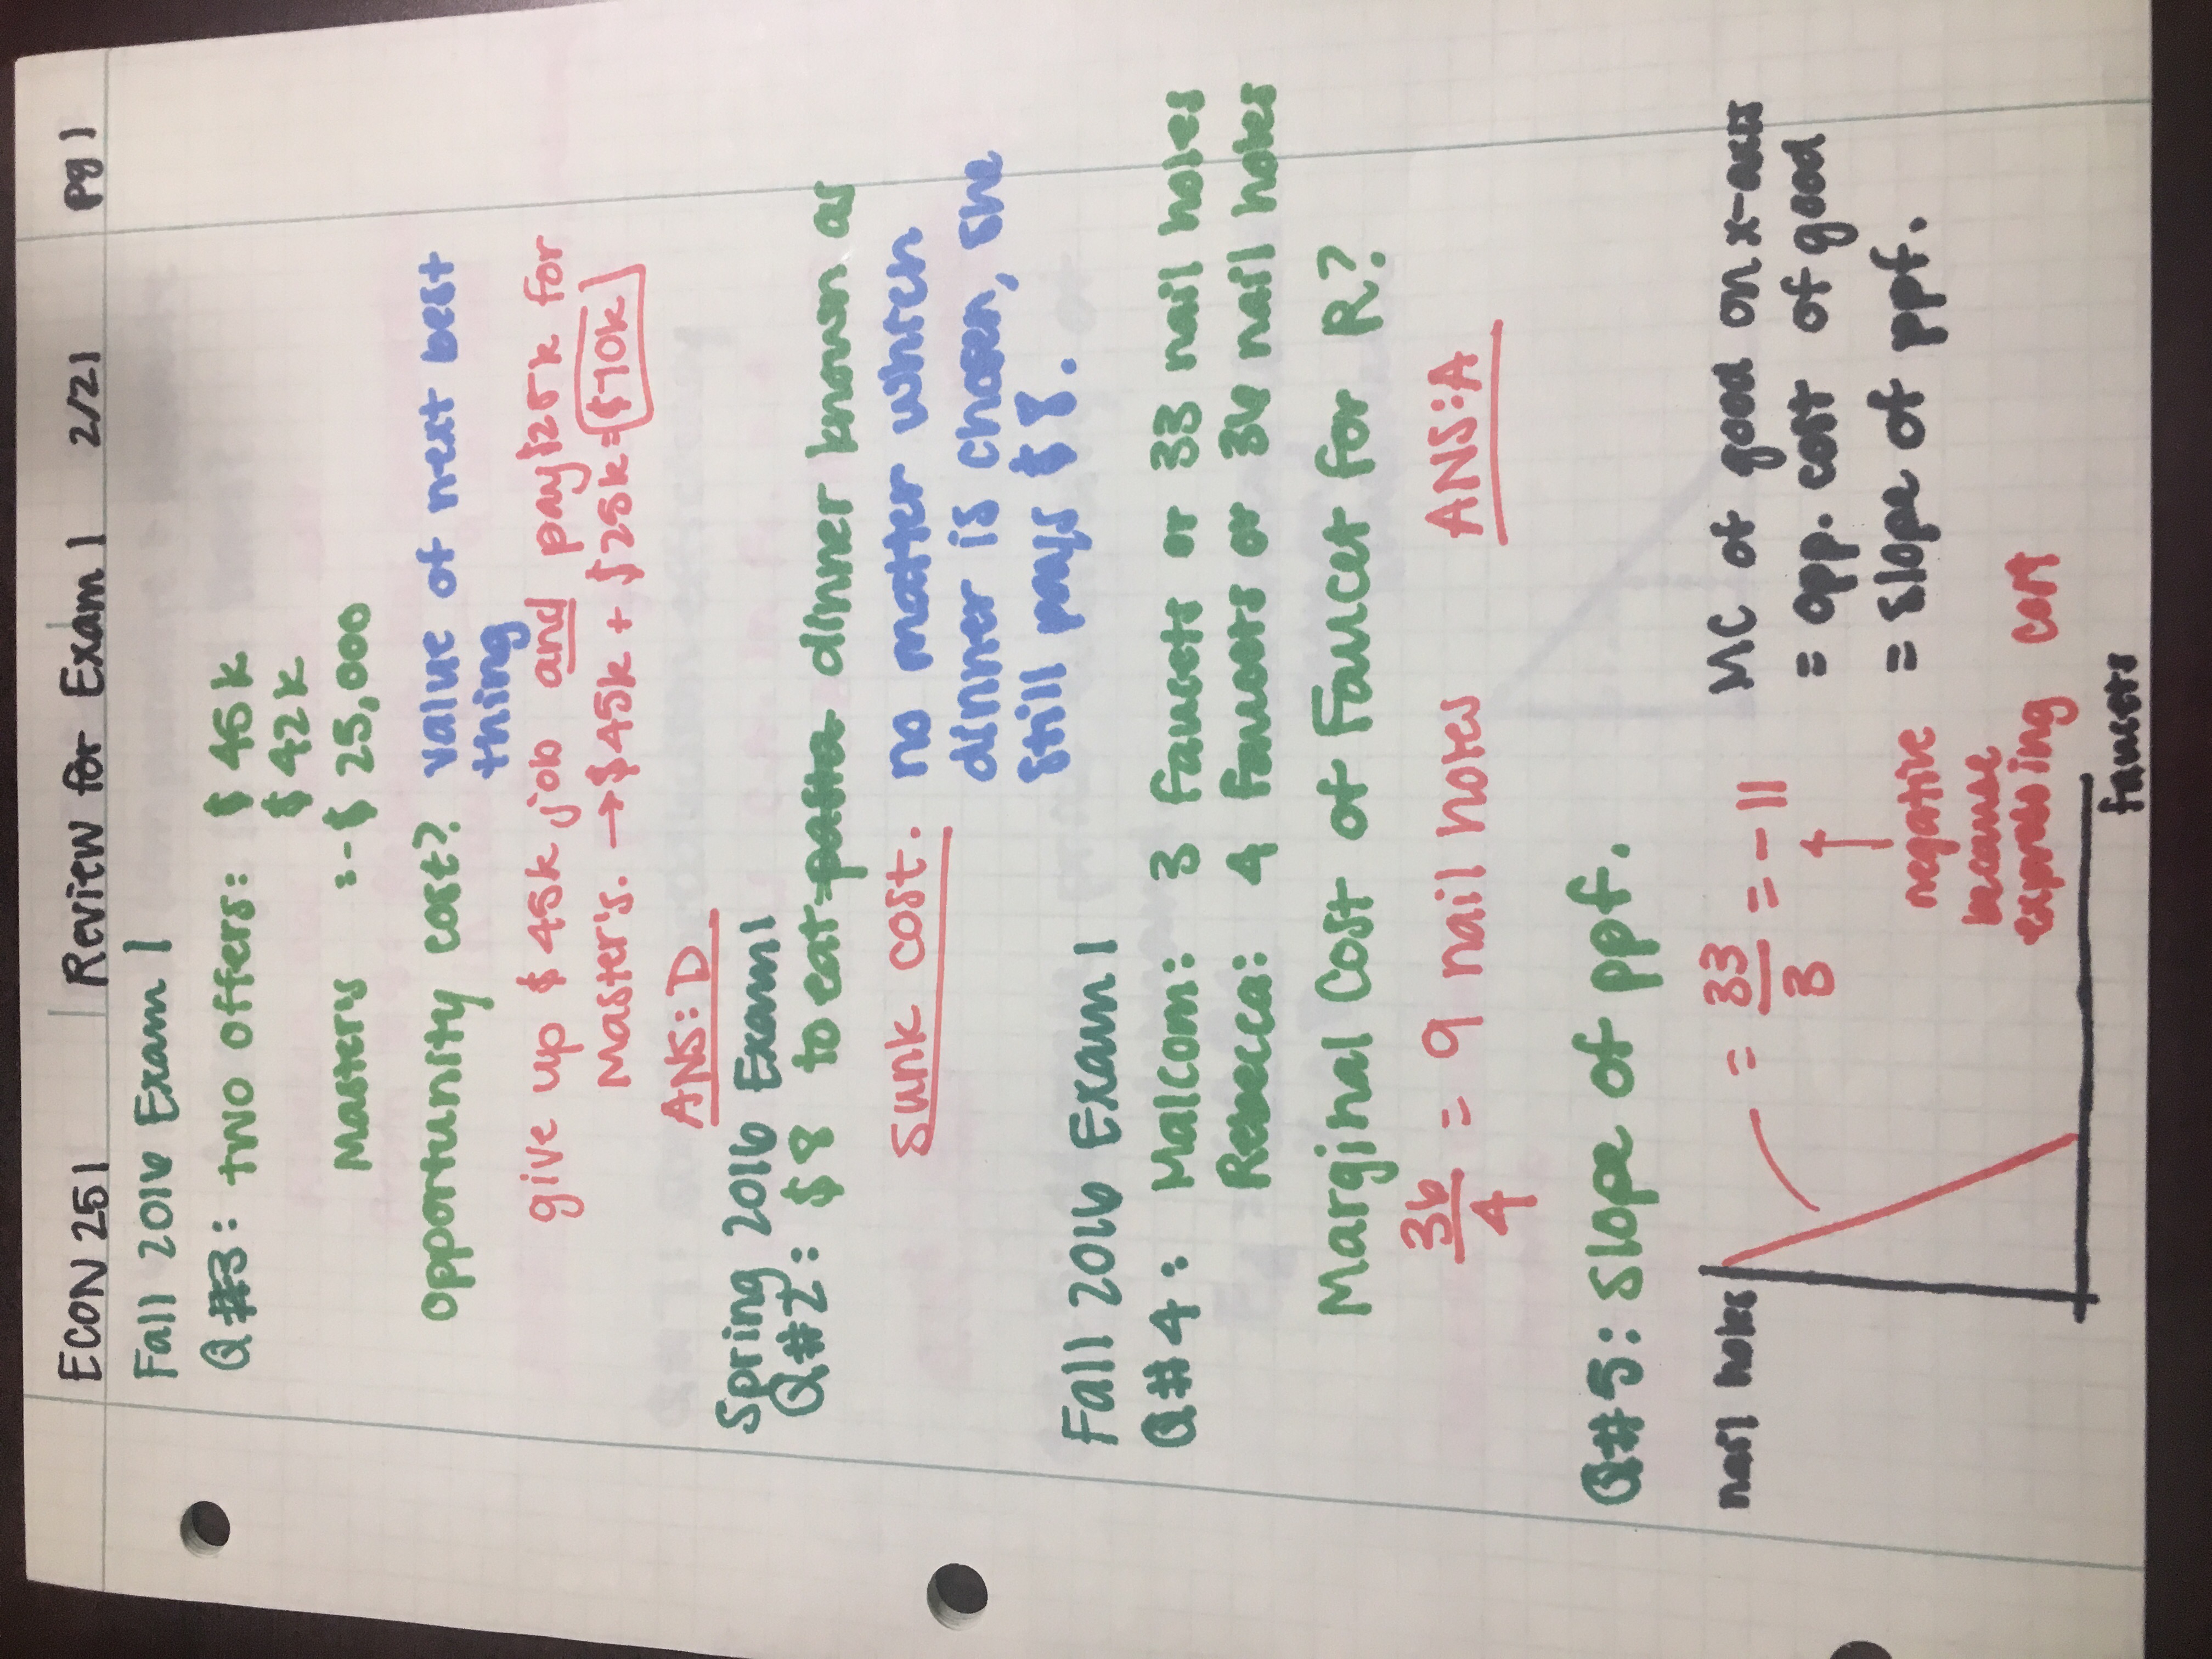 ECON 251 Review for Exam 1 2/21 pg 1
Fall 2016 Exam 1
Q #3: two offers: $ 45k
$ 42k
Master's :- $ 25,000
opportunity cost? value of next best
thing
give up $45k job and pay $25k for
Master's. → $45k + $25k = $70k
ANS: D
Spring 2016 Exam 1
Q#2: $8 to eat pasta dinner known as
sunk cost. no matter which
dinner is chosen, she
still pays $8.
Fall 2016 Exam 1
Q#4: Malcom: 3 faucets or 33 nail holes
Rebecca: 4 faucets or 36 nail holes
Marginal Cost of Faucet for R?
36
4
= 9 nail holes ANS: A
Q#5: slope of ppf.
nail holes
= 33
3
= -11
negative
because
expressing cost
MC of good on x-axis
= opp. cost of good
= slope of ppf.
faucets